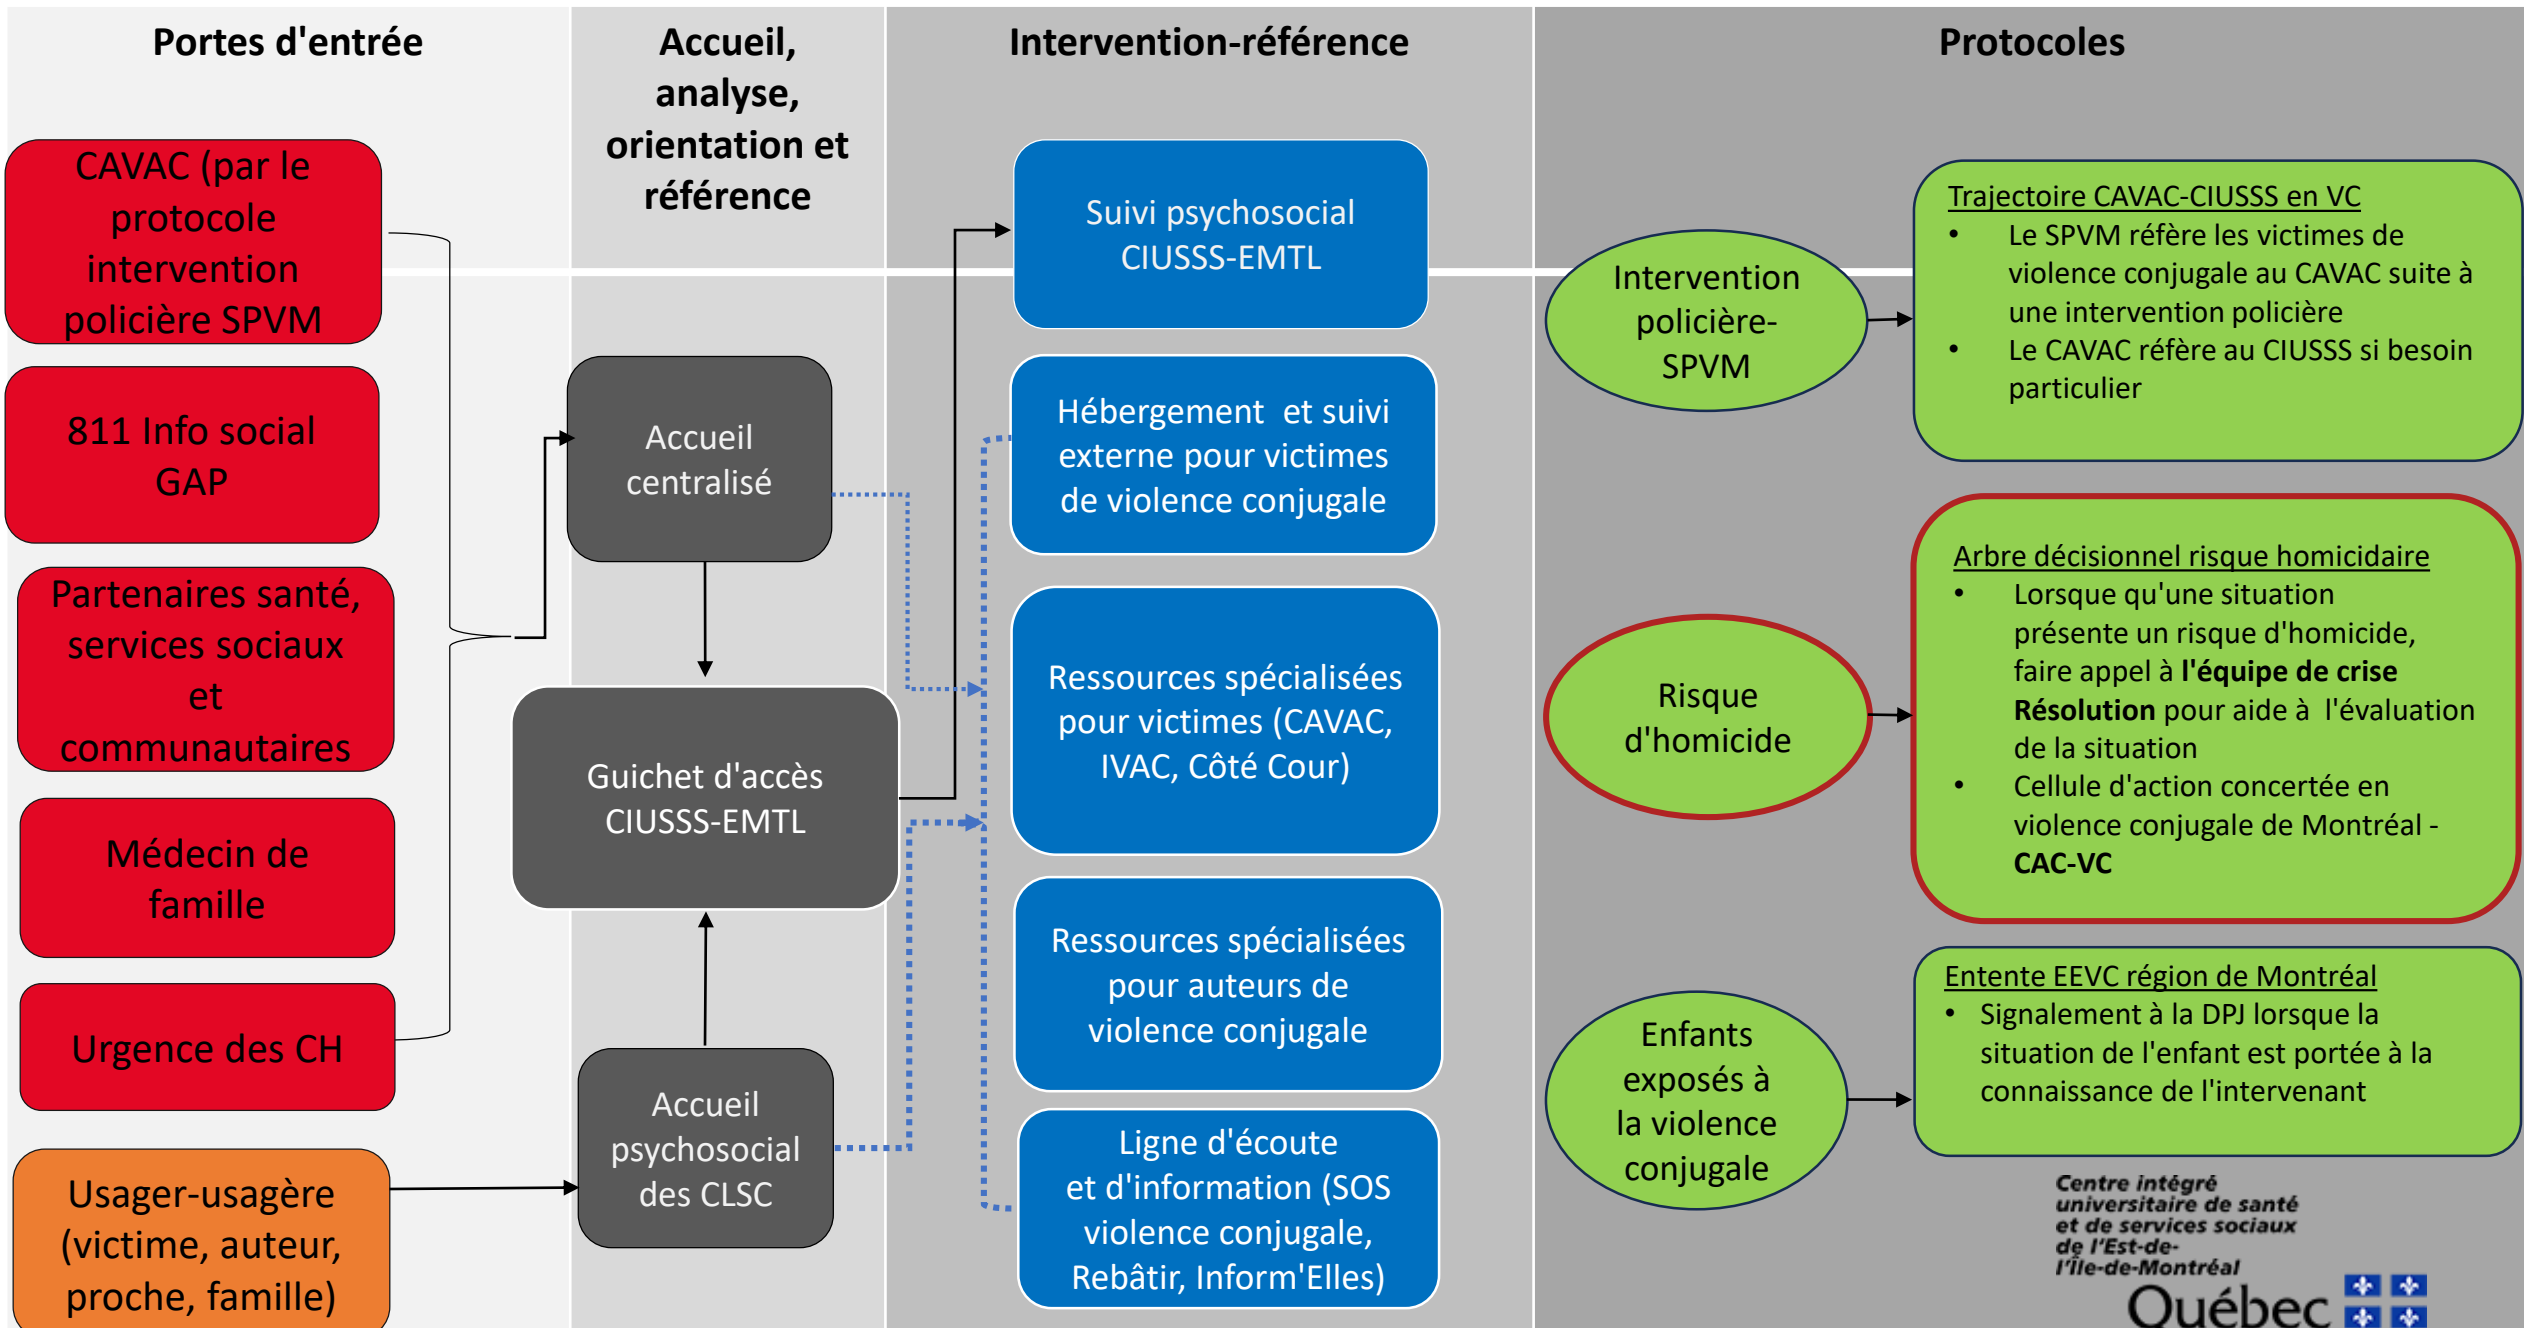 Portes d'entrée
Accueil,
analyse,
orientation et
référence
Intervention-référence
Protocoles
CAVAC (par le
protocole
intervention
policière SPVM
811 Info social
GAP
Partenaires santé,
services sociaux
et
communautaires
Médecin de
famille
Urgence des CH
Usager-usagère
(victime, auteur,
proche, famille)
Accueil
centralisé
Guichet d'accès
CIUSSS-EMTL
Accueil
psychosocial
des CLSC
Suivi psychosocial
CIUSSS-EMTL
Hébergement et suivi
externe pour victimes
de violence conjugale
Ressources spécialisées
pour victimes (CAVAC,
IVAC, Côté Cour)
Ressources spécialisées
pour auteurs de
violence conjugale
Ligne d'écoute
et d'information (SOS
violence conjugale,
Rebâtir, Inform'Elles)
Intervention
policière-
SPVM
Trajectoire CAVAC-CIUSSS en VC
• Le SPVM réfère les victimes de
violence conjugale au CAVAC suite à
une intervention policière
• Le CAVAC réfère au CIUSSS si besoin
particulier
Risque
d'homicide
Arbre décisionnel risque homicidaire
• Lorsque qu'une situation
présente un risque d'homicide,
faire appel à l'équipe de crise
Résolution pour aide à l'évaluation
de la situation
• Cellule d'action concertée en
violence conjugale de Montréal -
CAC-VC
Enfants
exposés à
la violence
conjugale
Entente EEVC région de Montréal
• Signalement à la DPJ lorsque la
situation de l'enfant est portée à la
connaissance de l'intervenant
Centre intégré
universitaire de santé
et de services sociaux
de l'Est-de-
l'Île-de-Montréal
Québec